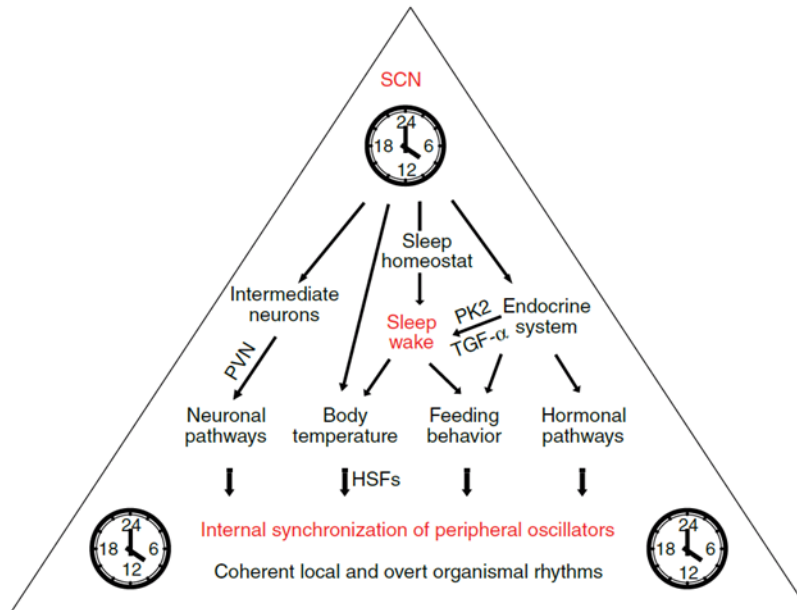 SCN
24
18 6
12
Sleep
homeostat
Intermediate
neurons
PVN
Sleep
wake
PK2
TGF-α
Endocrine
system
Neuronal
pathways
Body
temperature
Feeding
behavior
Hormonal
pathways
HSFs
24
18 6
12
Internal synchronization of peripheral oscillators
Coherent local and overt organismal rhythms
24
18 6
12